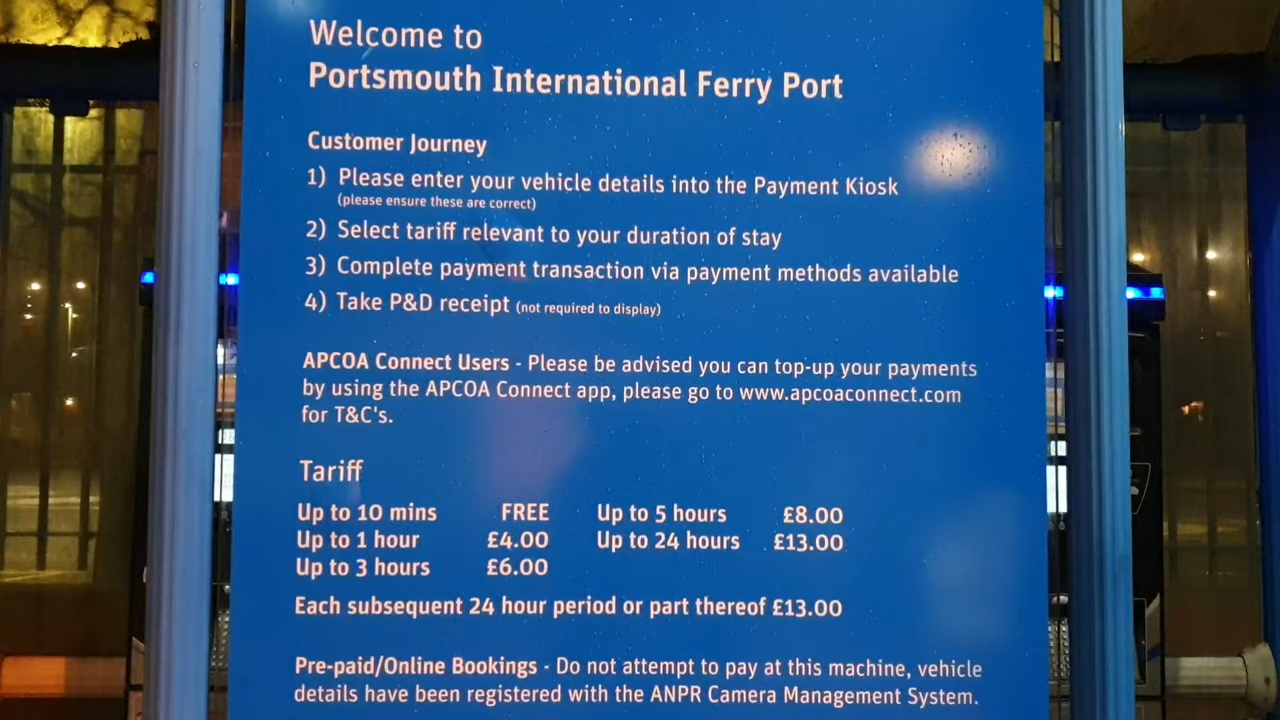 Welcome to
Portsmouth International Ferry Port
Customer Journey
1) Please enter your vehicle details into the Payment Kiosk
(please ensure these are correct)
2) Select tariff relevant to your duration of stay
3) Complete payment transaction via payment methods available
4) Take P&D receipt (not required to display)
APCOA Connect Users - Please be advised you can top-up your payments
by using the APCOA Connect app, please go to www.apcoaconnect.com
for T&C's.
Tariff
Up to 10 mins FREE Up to 5 hours £8.00
Up to 1 hour £4.00 Up to 24 hours £13.00
Up to 3 hours £6.00
Each subsequent 24 hour period or part thereof £13.00
Pre-paid/Online Bookings - Do not attempt to pay at this machine, vehicle
details have been registered with the ANPR Camera Management System.